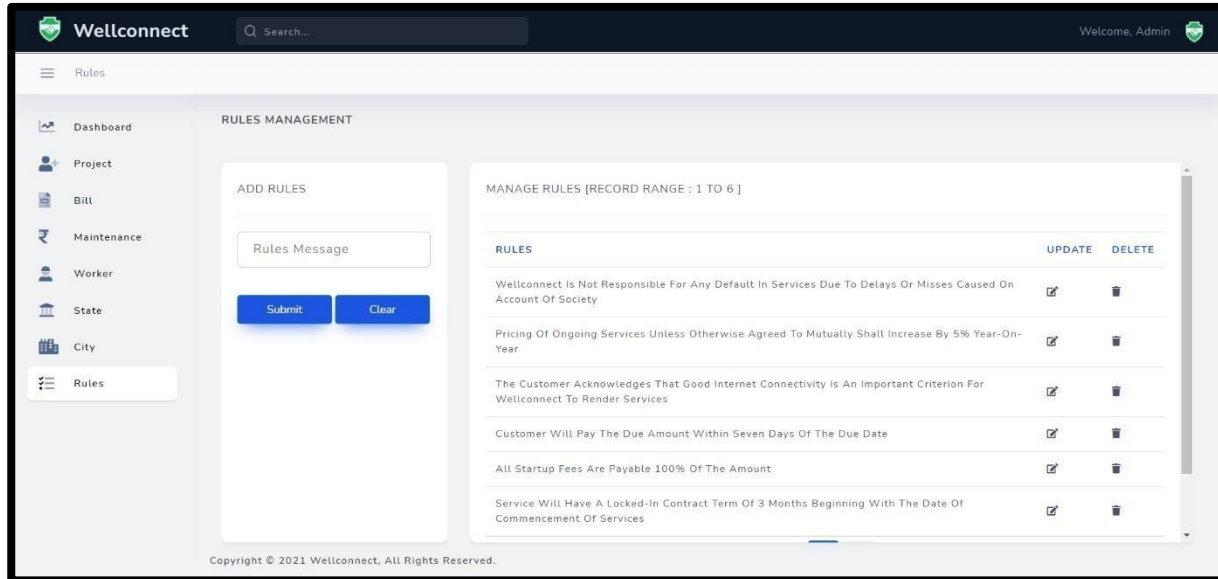 Wellconnect
Search...
Welcome, Admin
Rules
Dashboard
Project
Bill
Maintenance
Worker
State
City
Rules
RULES MANAGEMENT
ADD RULES
Rules Message
Submit
Clear
MANAGE RULES [RECORD RANGE : 1 TO 6 ]
RULES UPDATE DELETE
Wellconnect Is Not Responsible For Any Default In Services Due To Delays Or Misses Caused On
Account Of Society
Pricing Of Ongoing Services Unless Otherwise Agreed To Mutually Shall Increase By 5% Year-On-
Year
The Customer Acknowledges That Good Internet Connectivity Is An Important Criterion For
Wellconnect To Render Services
Customer Will Pay The Due Amount Within Seven Days Of The Due Date
All Startup Fees Are Payable 100% Of The Amount
Service Will Have A Locked-In Contract Term Of 3 Months Beginning With The Date Of
Commencement Of Services
Copyright © 2021 Wellconnect, All Rights Reserved.